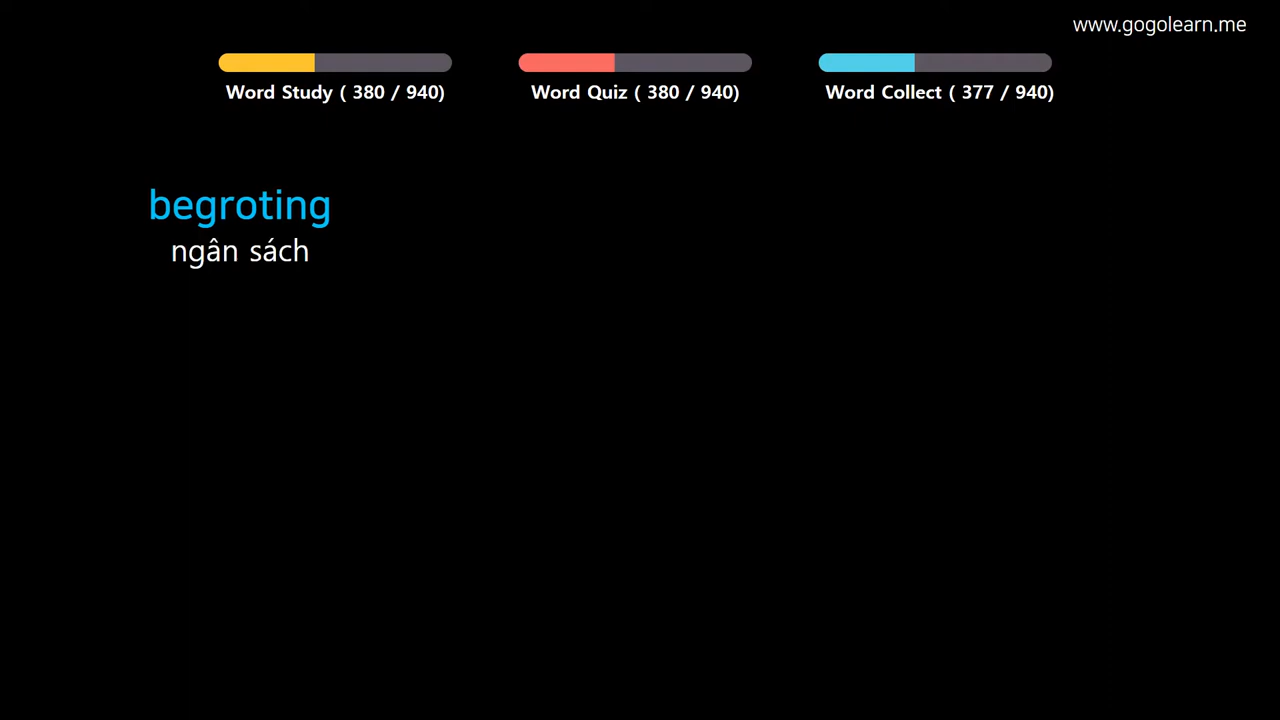 www.gogolearn.me
Word Study ( 380 / 940)
Word Quiz ( 380 / 940)
Word Collect ( 377 / 940)
begroting
ngân sách